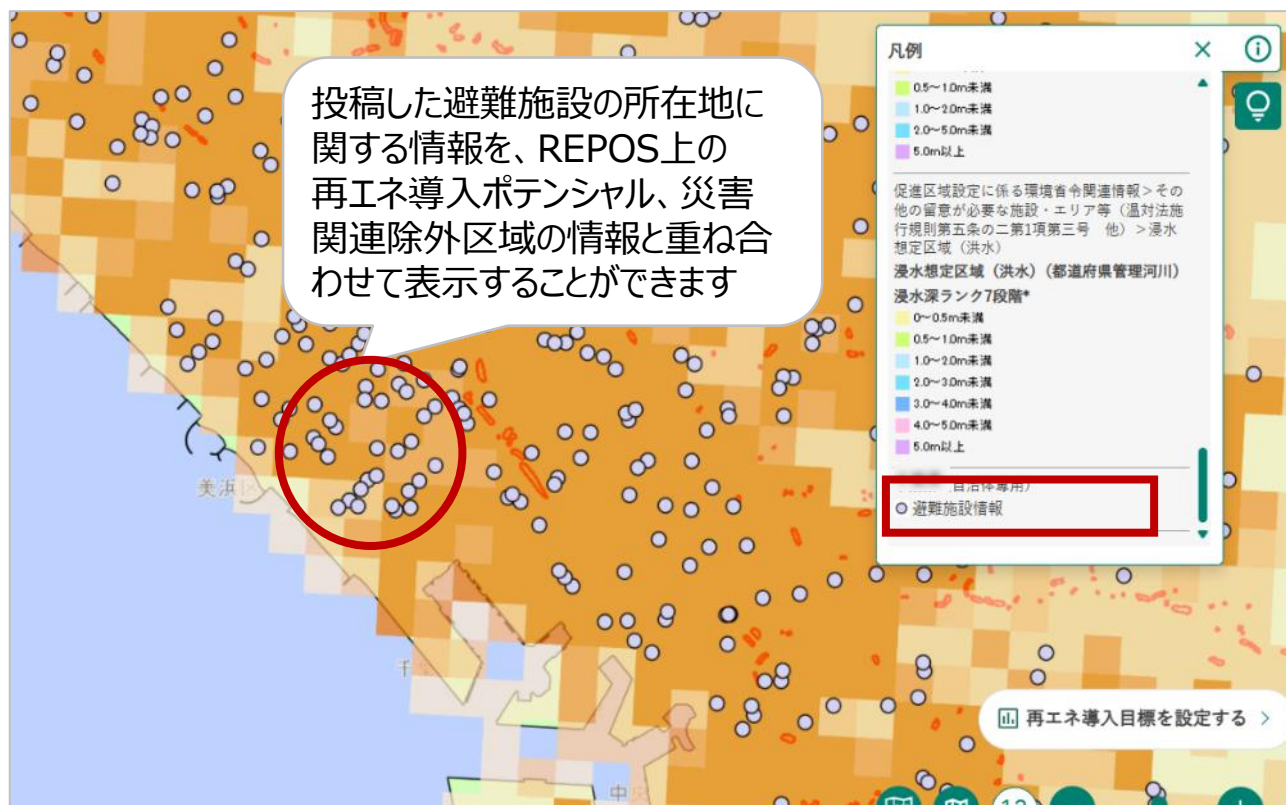 投稿した避難施設の所在地に
関する情報を、REPOS上の
再エネ導入ポテンシャル、災害
関連除外区域の情報と重ね合
わせて表示することができます
凡例
0.5～1.0m未満
1.0～2.0m未満
2.0～5.0m未満
5.0m以上
促進区域設定に係る環境省令関連情報＞その
他の留意が必要な施設・エリア等（温対法施
行規則第五条の二第1項第三号　他）＞浸水
想定区域（洪水）
浸水想定区域（洪水）（都道府県管理河川）
浸水深ランク7段階*
0～0.5m未満
0.5～1.0m未満
1.0～2.0m未満
2.0～3.0m未満
3.0～4.0m未満
4.0～5.0m未満
5.0m以上
自治体専用）
避難施設情報
美浜区
千
中央
再エネ導入目標を設定する